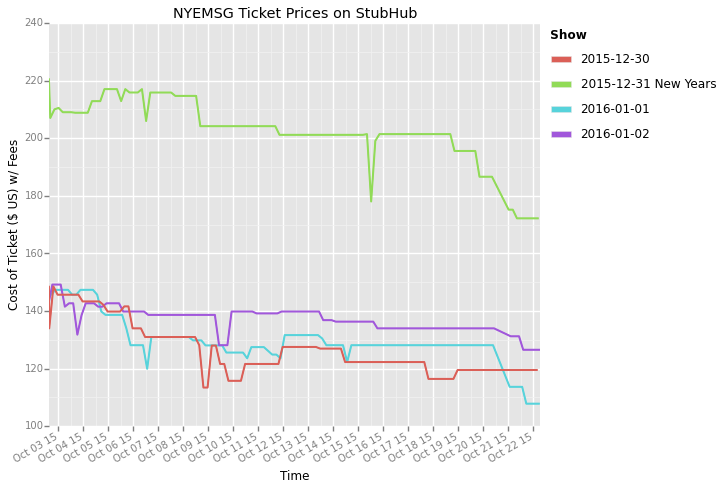 NYEMSG Ticket Prices on StubHub
Cost of Ticket ($ US) w/ Fees
240
220
200
180
160
140
120
100
Oct 03 15
Oct 04 15
Oct 05 15
Oct 06 15
Oct 07 15
Oct 08 15
Oct 09 15
Oct 10 15
Oct 11 15
Oct 12 15
Oct 13 15
Oct 14 15
Oct 15 15
Oct 16 15
Oct 17 15
Oct 18 15
Oct 19 15
Oct 20 15
Oct 21 15
Oct 22 15
Time
Show
2015-12-30
2015-12-31 New Years
2016-01-01
2016-01-02